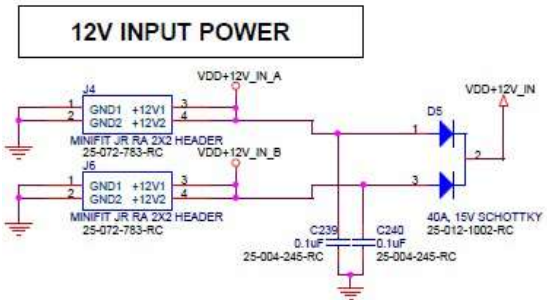 12V INPUT POWER
J4
VDD+12V_IN_A
VDD+12V_IN
1 GND1 +12V1 3
2 GND2 +12V2 4
D5
MINIFIT JR RA 2X2 HEADER
25-072-783-RC
1
2
J6
VDD+12V_IN_B
1 GND1 +12V1 3
2 GND2 +12V2 4
3
MINIFIT JR RA 2X2 HEADER
25-072-783-RC
40A, 15V SCHOTTKY
25-012-1002-RC
C239
0.1uF
25-004-245-RC
C240
0.1uF
25-004-245-RC